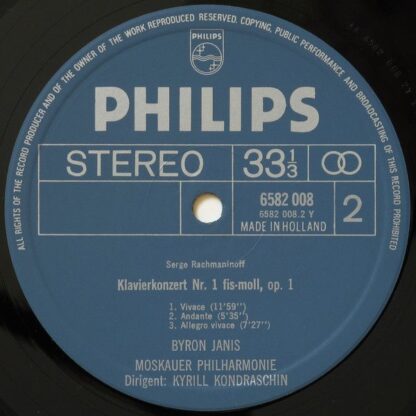 ALL RIGHTS OF THE RECORD PRODUCER AND OF THE OWNER OF THE WORK REPRODUCED RESERVED. COPYING, PUBLIC PERFORMANCE AND BROADCASTING OF THIS RECORD PROHIBITED
PHILIPS
PHILIPS
STEREO 33 1/3
6582 008
6582 008.2 Y
MADE IN HOLLAND
2
Serge Rachmaninoff
Klavierkonzert Nr. 1 fis-moll, op. 1
1. Vivace (11'59")
2. Andante (5'35")
3. Allegro vivace (7'27")
BYRON JANIS
MOSKAUER PHILHARMONIE
Dirigent: KYRILL KONDRASCHIN